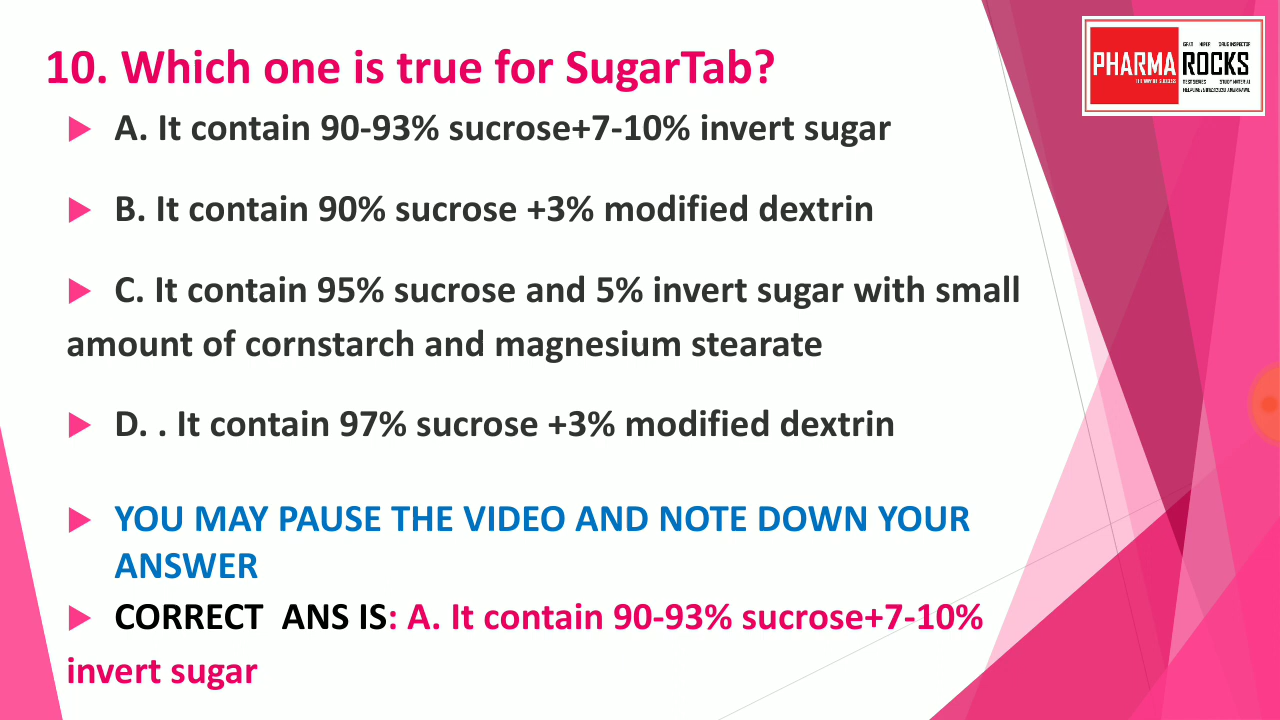 10. Which one is true for SugarTab?
PHARMA ROCKS
A. It contain 90-93% sucrose+7-10% invert sugar
B. It contain 90% sucrose +3% modified dextrin
C. It contain 95% sucrose and 5% invert sugar with small
amount of cornstarch and magnesium stearate
D. . It contain 97% sucrose +3% modified dextrin
YOU MAY PAUSE THE VIDEO AND NOTE DOWN YOUR
ANSWER
CORRECT ANS IS: A. It contain 90-93% sucrose+7-10%
invert sugar